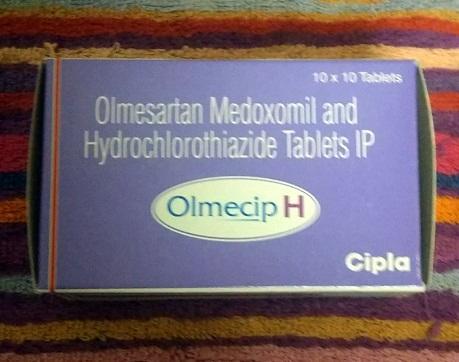 10 x 10 Tablets
Olmesartan Medoxomil and
Hydrochlorothiazide Tablets IP
Olmecip H
Cipla